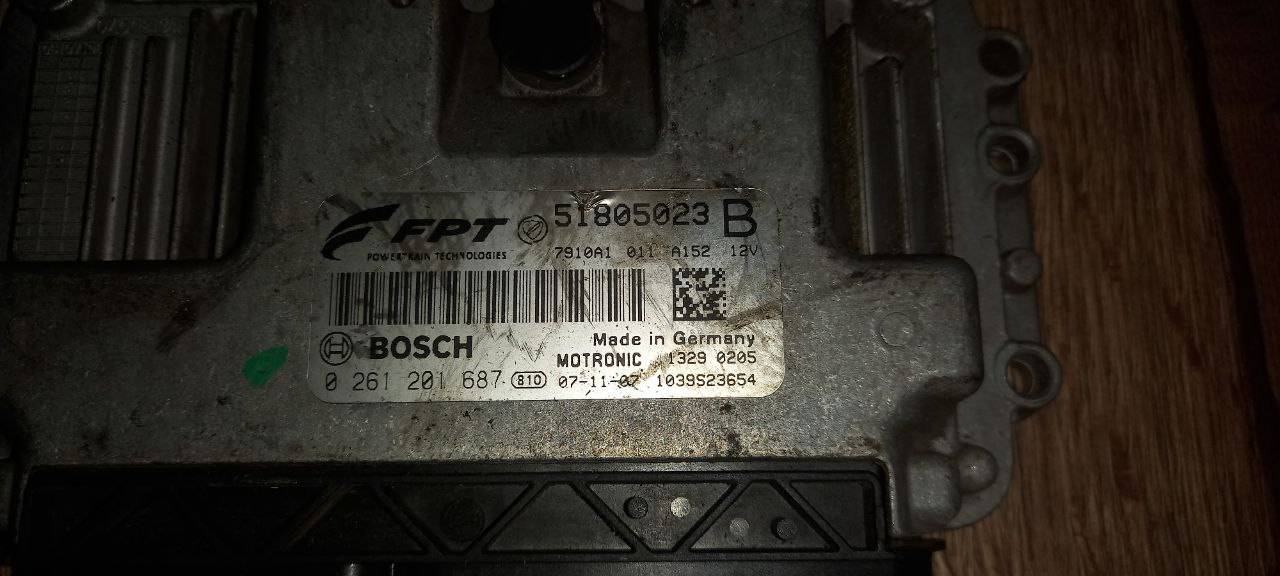 FPT 51805023 B
POWERTRAIN TECHNOLOGIES 7910A1 011 A152 12V
Made in Germany
BOSCH MOTRONIC 1329 0205
0 261 201 687 810 07-11-07 1039S23654